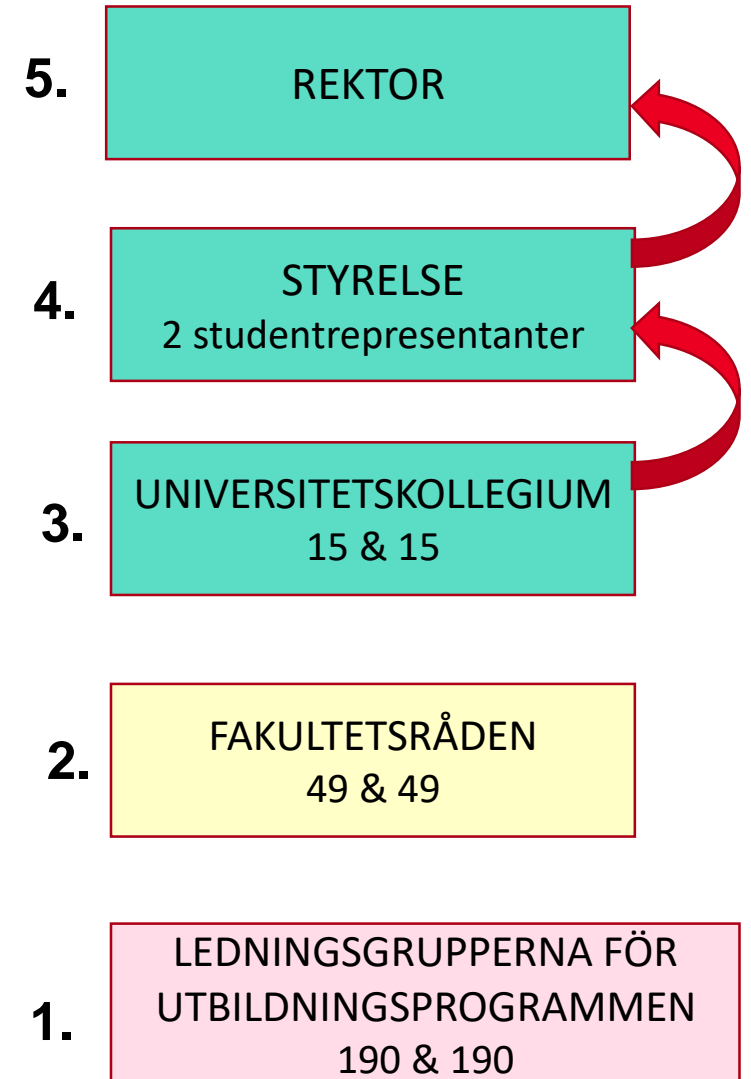 5.
REKTOR
4.
STYRELSE
2 studentrepresentanter
3.
UNIVERSITETSKOLLEGIUM
15 & 15
2.
FAKULTETSRÅDEN
49 & 49
1.
LEDNINGSGRUPPERNA FÖR
UTBILDNINGSPROGRAMMEN
190 & 190